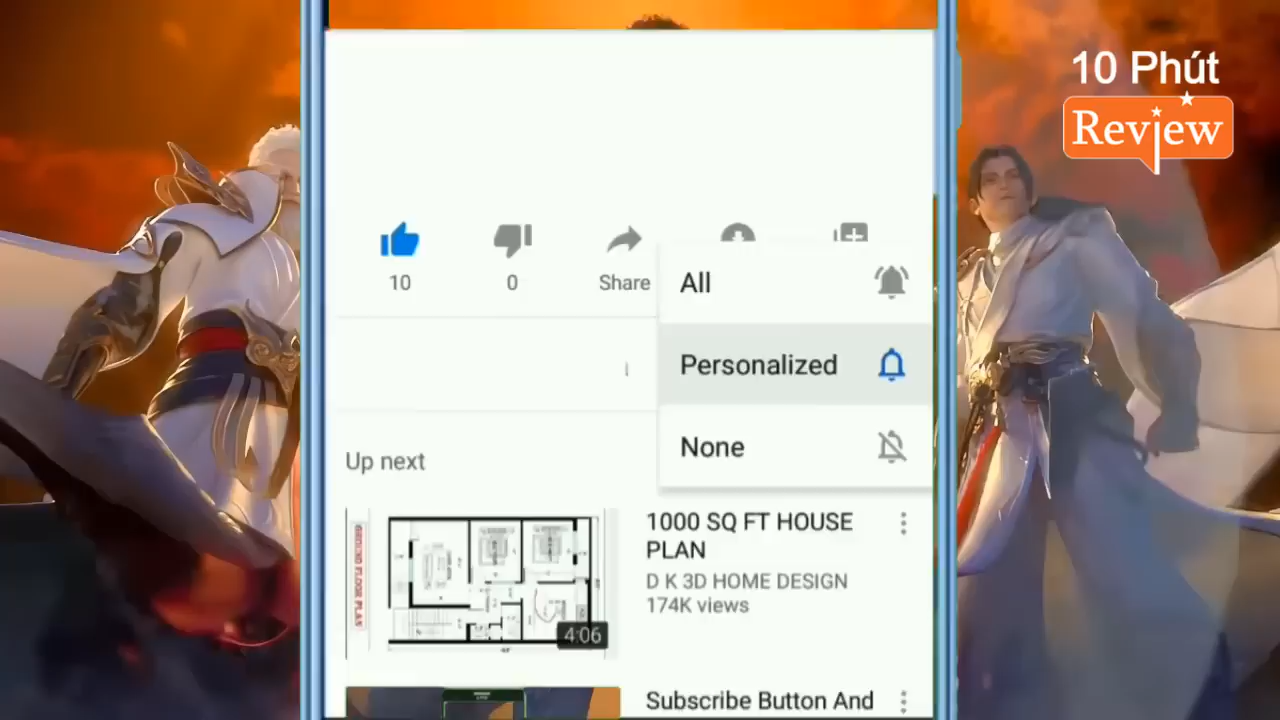 10 Phút
Review
10
0
Share
All
Personalized
None
Up next
1000 SQ FT HOUSE
PLAN
D K 3D HOME DESIGN
174K views
GROUND FLOOR PLAN
4:06
Subscribe Button And